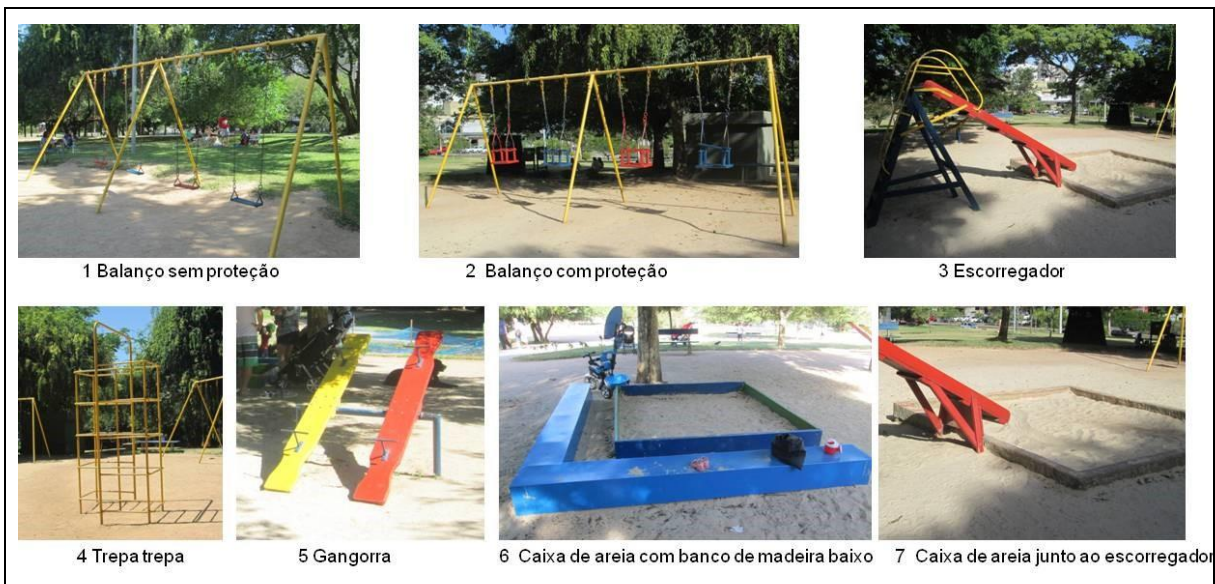 1 Balanço sem proteção
2 Balanço com proteção
3 Escorregador
4 Trepa trepa
5 Gangorra
6 Caixa de areia com banco de madeira baixo
7 Caixa de areia junto ao escorregador